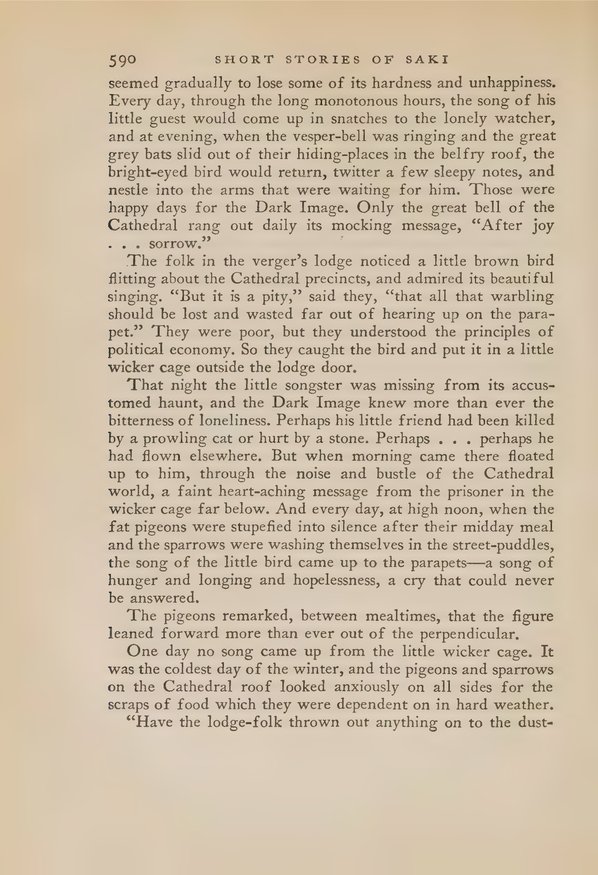 590 SHORT STORIES OF SAKI
seemed gradually to lose some of its hardness and unhappiness.
Every day, through the long monotonous hours, the song of his
little guest would come up in snatches to the lonely watcher,
and at evening, when the vesper-bell was ringing and the great
grey bats slid out of their hiding-places in the belfry roof, the
bright-eyed bird would return, twitter a few sleepy notes, and
nestle into the arms that were waiting for him. Those were
happy days for the Dark Image. Only the great bell of the
Cathedral rang out daily its mocking message, “After joy
. . . sorrow.”
The folk in the verger’s lodge noticed a little brown bird
flitting about the Cathedral precincts, and admired its beautiful
singing. “But it is a pity,” said they, “that all that warbling
should be lost and wasted far out of hearing up on the para-
pet.” They were poor, but they understood the principles of
political economy. So they caught the bird and put it in a little
wicker cage outside the lodge door.
That night the little songster was missing from its accus-
tomed haunt, and the Dark Image knew more than ever the
bitterness of loneliness. Perhaps his little friend had been killed
by a prowling cat or hurt by a stone. Perhaps . . . perhaps he
had flown elsewhere. But when morning came there floated
up to him, through the noise and bustle of the Cathedral
world, a faint heart-aching message from the prisoner in the
wicker cage far below. And every day, at high noon, when the
fat pigeons were stupefied into silence after their midday meal
and the sparrows were washing themselves in the street-puddles,
the song of the little bird came up to the parapets—a song of
hunger and longing and hopelessness, a cry that could never
be answered.
The pigeons remarked, between mealtimes, that the figure
leaned forward more than ever out of the perpendicular.
One day no song came up from the little wicker cage. It
was the coldest day of the winter, and the pigeons and sparrows
on the Cathedral roof looked anxiously on all sides for the
scraps of food which they were dependent on in hard weather.
“Have the lodge-folk thrown out anything on to the dust-